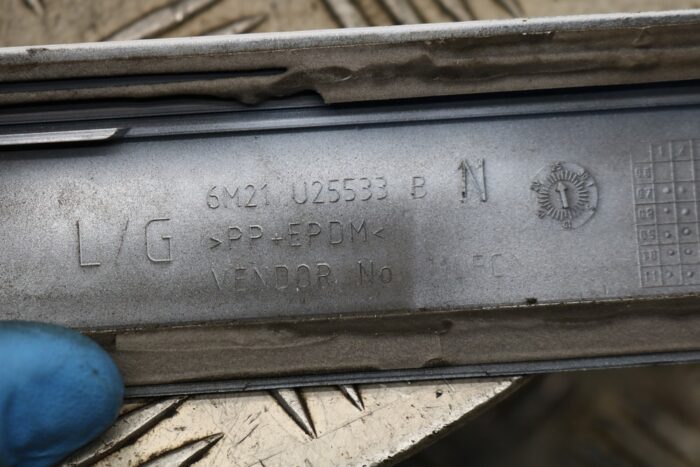 6M21 U25533 B N
L/G
>PP+EPDM<
VENDOR No